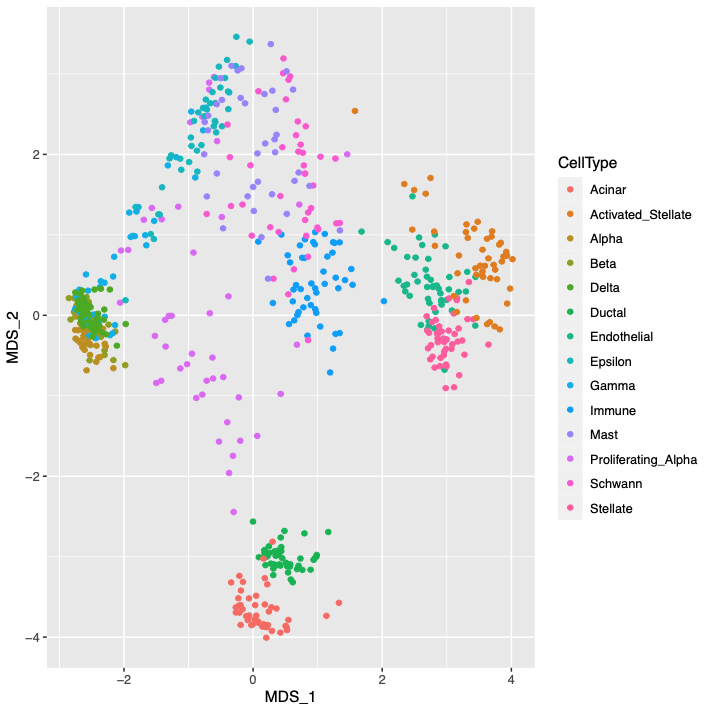 2
0
−2
−4
MDS_2
−2
0
2
4
MDS_1
CellType
Acinar
Activated_Stellate
Alpha
Beta
Delta
Ductal
Endothelial
Epsilon
Gamma
Immune
Mast
Proliferating_Alpha
Schwann
Stellate